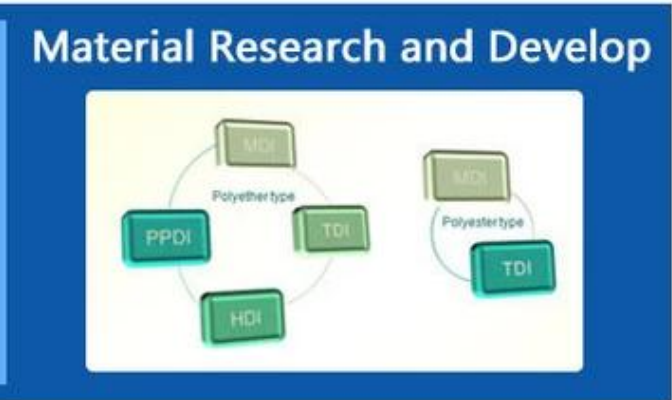 Material Research and Develop
MDI
Polyether type
PPDI
TDI
HDI
MDI
Polyester type
TDI